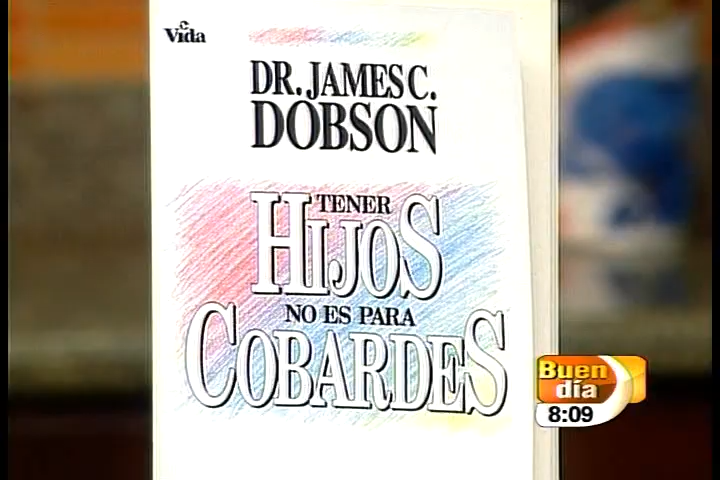 Vida
DR. JAMES C.
DOBSON
TENER
HIJOS
NO ES PARA
COBARDES
Buen
día
8:09